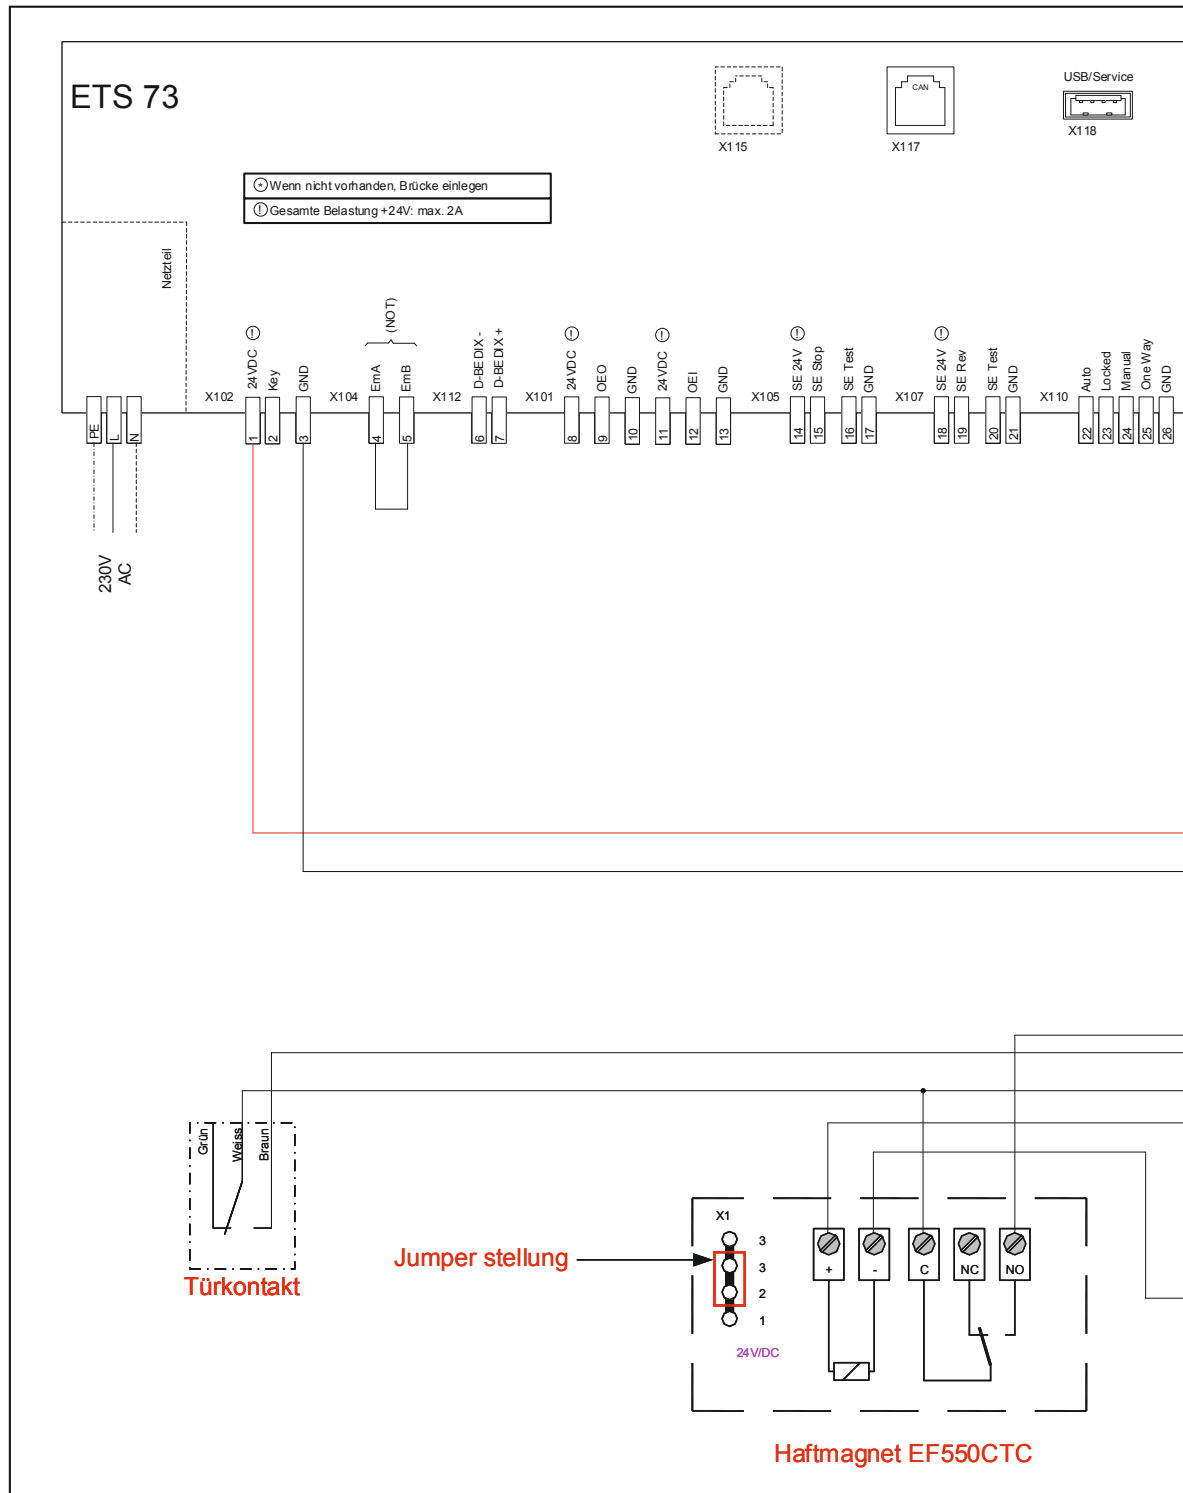 ETS 73
CAN
USB/Service
X115
X117
X118
* Wenn nicht vorhanden, Brücke einlegen
! Gesamte Belastung +24V: max. 2A
Netzteil
(NOT)
X102
24VDC !
Key
GND
X104
EmA
EmB
X112
D-BEDIX -
D-BEDIX +
X101
24VDC !
OEO
GND
24VDC !
OEI
GND
X105
SE 24V !
SE Stop
SE Test
GND
X107
SE 24V !
SE Rev
SE Test
GND
X110
Auto
Locked
Manual
One Way
GND
PE
L
N
1
2
3
4
5
6
7
8
9
10
11
12
13
14
15
16
17
18
19
20
21
22
23
24
25
26
230V
AC
Grün
Weiss
Braun
Türkontakt
Jumper stellung
X1
3
3
2
1
24V/DC
+
-
C
NC
NO
Haftmagnet EF550CTC